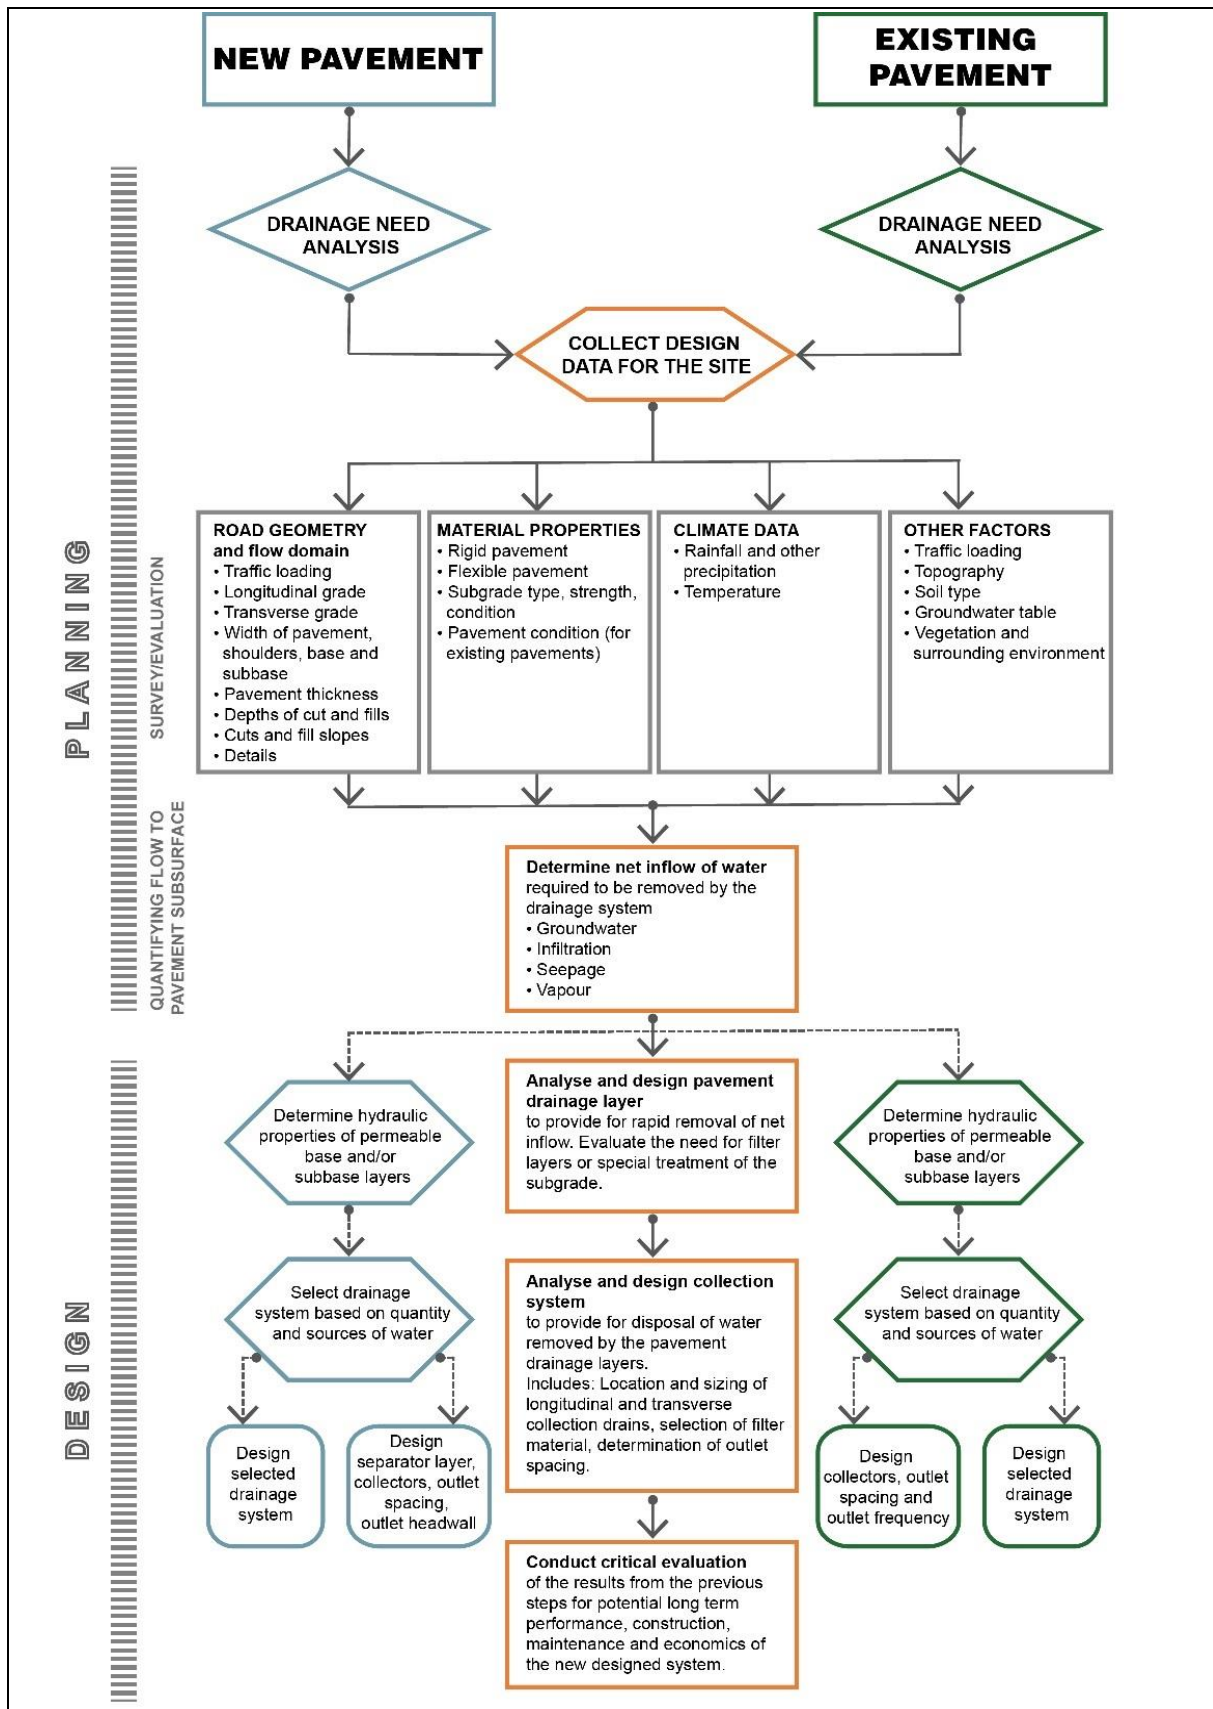 NEW PAVEMENT
EXISTING
PAVEMENT
DRAINAGE NEED
ANALYSIS
DRAINAGE NEED
ANALYSIS
COLLECT DESIGN
DATA FOR THE SITE
PLANNING
SURVEY/EVALUATION
ROAD GEOMETRY
and flow domain
• Traffic loading
• Longitudinal grade
• Transverse grade
• Width of pavement,
shoulders, base and
subbase
• Pavement thickness
• Depths of cut and fills
• Cuts and fill slopes
• Details
MATERIAL PROPERTIES
• Rigid pavement
• Flexible pavement
• Subgrade type, strength,
condition
• Pavement condition (for
existing pavements)
CLIMATE DATA
• Rainfall and other
precipitation
• Temperature
OTHER FACTORS
• Traffic loading
• Topography
• Soil type
• Groundwater table
• Vegetation and
surrounding environment
QUANTIFYING FLOW TO
PAVEMENT SUBSURFACE
Determine net inflow of water
required to be removed by the
drainage system
• Groundwater
• Infiltration
• Seepage
• Vapour
DESIGN
Determine hydraulic
properties of permeable
base and/or
subbase layers
Analyse and design pavement
drainage layer
to provide for rapid removal of net
inflow. Evaluate the need for filter
layers or special treatment of the
subgrade.
Determine hydraulic
properties of permeable
base and/or
subbase layers
Select drainage
system based on quantity
and sources of water
Analyse and design collection
system
to provide for disposal of water
removed by the pavement
drainage layers.
Includes: Location and sizing of
longitudinal and transverse
collection drains, selection of filter
material, determination of outlet
spacing.
Select drainage
system based on quantity
and sources of water
Design
selected
drainage
system
Design
separator layer,
collectors, outlet
spacing,
outlet headwall
Design
collectors, outlet
spacing and
outlet frequency
Design
selected
drainage
system
Conduct critical evaluation
of the results from the previous
steps for potential long term
performance, construction,
maintenance and economics of
the new designed system.